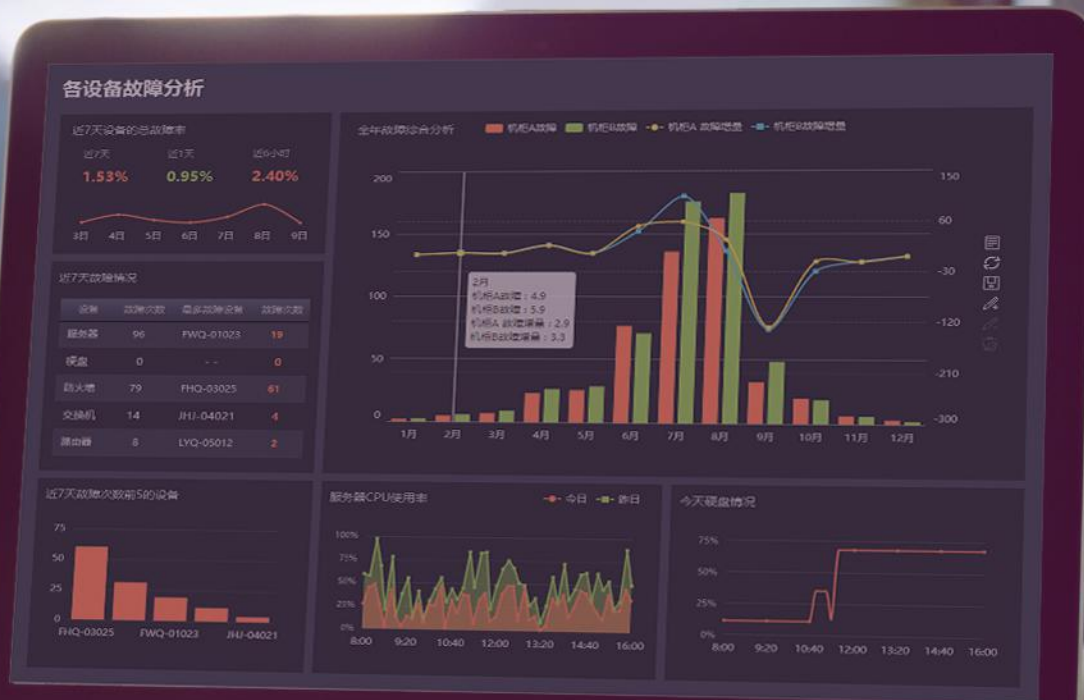 各设备故障分析
近7天设备的总故障率
近7天 近1天 近6小时
1.53% 0.95% 2.40%
3日 4日 5日 6日 7日 8日 9日
近7天故障情况
设备 故障次数 最多故障设备 故障次数
服务器 96 FWQ-01023 19
硬盘 0 -- 0
防火墙 79 FHQ-03025 61
交换机 14 JHJ-04021 4
路由器 8 LYQ-05012 2
全年故障综合分析 机柜A故障 机柜B故障 机柜A 故障增量 机柜B故障增量
200 150
150 60
-30
100
-120
50
-210
0 -300
2月
机柜A故障：4.9
机柜B故障：5.9
机柜A 故障增量：2.9
机柜B故障增量：3.3
1月 2月 3月 4月 5月 6月 7月 8月 9月 10月 11月 12月
近7天故障次数前5的设备
75
50
25
0
FHQ-03025 FWQ-01023 JHJ-04021
服务器CPU使用率 今日 昨日
100%
75%
50%
25%
0%
8:00 9:20 10:40 12:00 13:20 14:40 16:00
今天硬盘情况
75%
50%
25%
0%
8:00 9:20 10:40 12:00 13:20 14:40 16:00